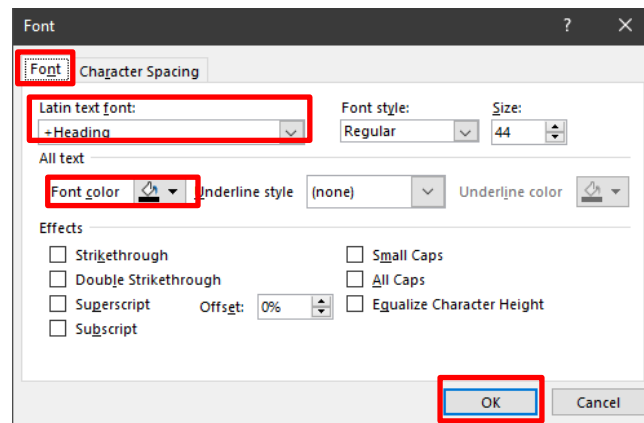 Font ?
Font Character Spacing
Latin text font: Font style: Size:
+Heading Regular 44
All text
Font color Underline style (none) Underline color
Effects
Strikethrough Small Caps
Double Strikethrough All Caps
Superscript Offset: 0% Equalize Character Height
Subscript
OK Cancel